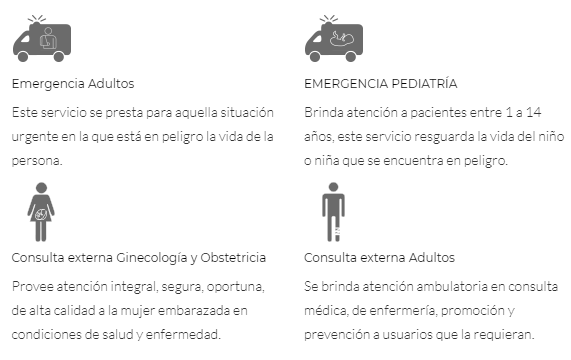 Emergencia Adultos
Este servicio se presta para aquella situación
urgente en la que está en peligro la vida de la
persona.
EMERGENCIA PEDIATRÍA
Brinda atención a pacientes entre 1 a 14
años, este servicio resguarda la vida del niño
o niña que se encuentra en peligro.
Consulta externa Ginecología y Obstetricia
Provee atención integral, segura, oportuna,
de alta calidad a la mujer embarazada en
condiciones de salud y enfermedad.
Consulta externa Adultos
Se brinda atención ambulatoria en consulta
médica, de enfermería, promoción y
prevención a usuarios que la requieran.